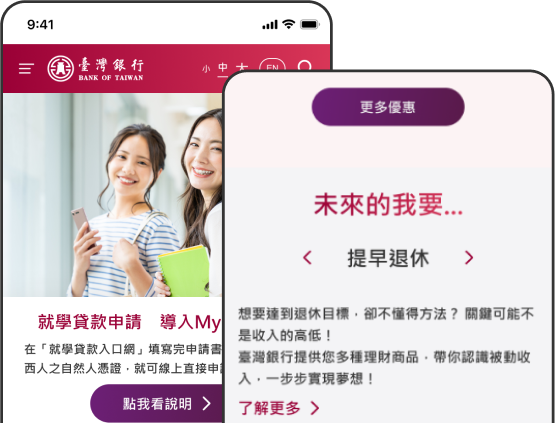 9:41
臺灣銀行
BANK OF TAIWAN
小 中 大 EN
就學貸款申請 導入My
在「就學貸款入口網」填寫完申請書
西人之自然人憑證，就可線上直接申
點我看說明
更多優惠
未來的我要...
提早退休
想要達到退休目標，卻不懂得方法？ 關鍵可能不
是收入的高低！
臺灣銀行提供您多種理財商品，帶你認識被動收
入，一步步實現夢想！
了解更多